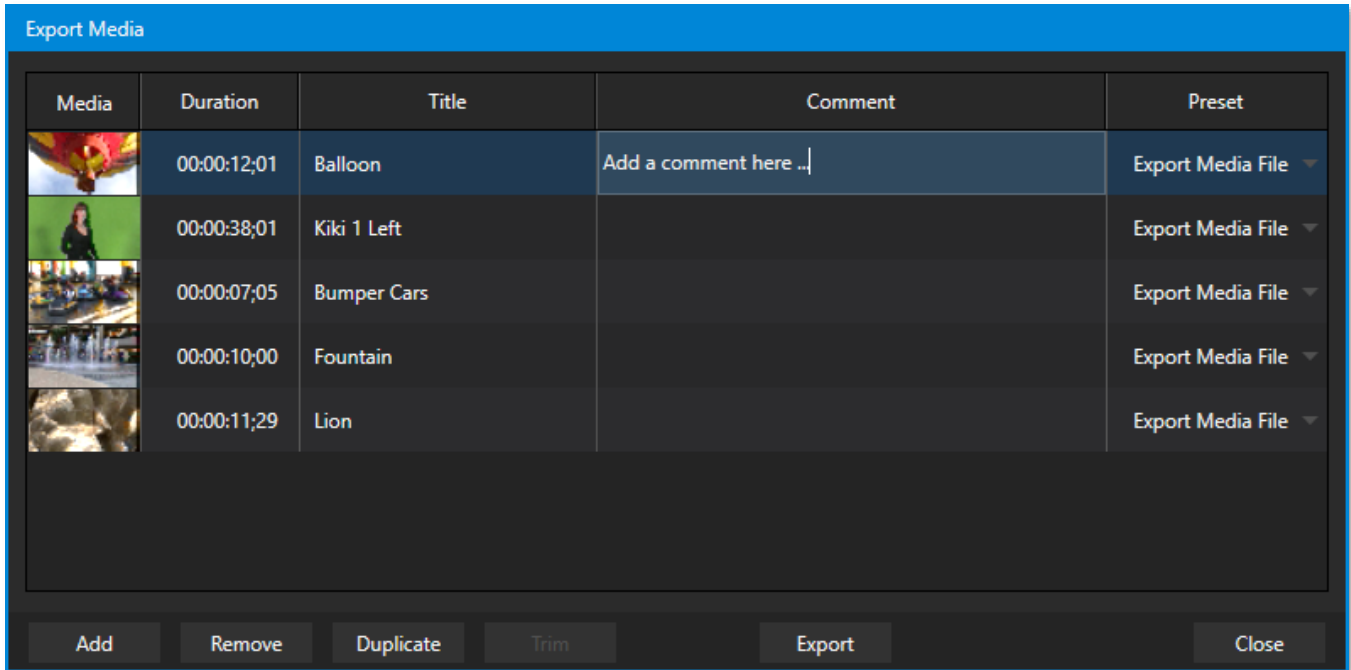 Export Media
Media Duration Title Comment Preset
00:00:12;01 Balloon Add a comment here ... Export Media File
00:00:38;01 Kiki 1 Left Export Media File
00:00:07;05 Bumper Cars Export Media File
00:00:10;00 Fountain Export Media File
00:00:11;29 Lion Export Media File
Add Remove Duplicate Trim Export Close